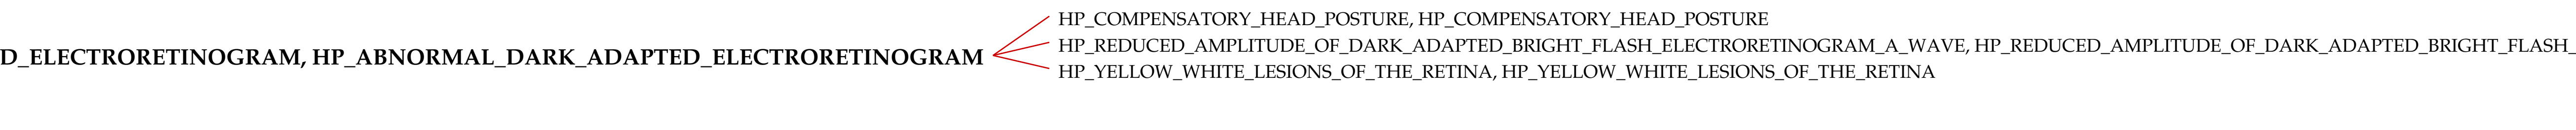 HP_COMPENSATORY_HEAD_POSTURE, HP_COMPENSATORY_HEAD_POSTURE
HP_REDUCED_AMPLITUDE_OF_DARK_ADAPTED_BRIGHT_FLASH_ELECTRORETINOGRAM_A_WAVE, HP_REDUCED_AMPLITUDE_OF_DARK_ADAPTED_BRIGHT_FLASH_
D_ELECTRORETINOGRAM, HP_ABNORMAL_DARK_ADAPTED_ELECTRORETINOGRAM
HP_YELLOW_WHITE_LESIONS_OF_THE_RETINA, HP_YELLOW_WHITE_LESIONS_OF_THE_RETINA